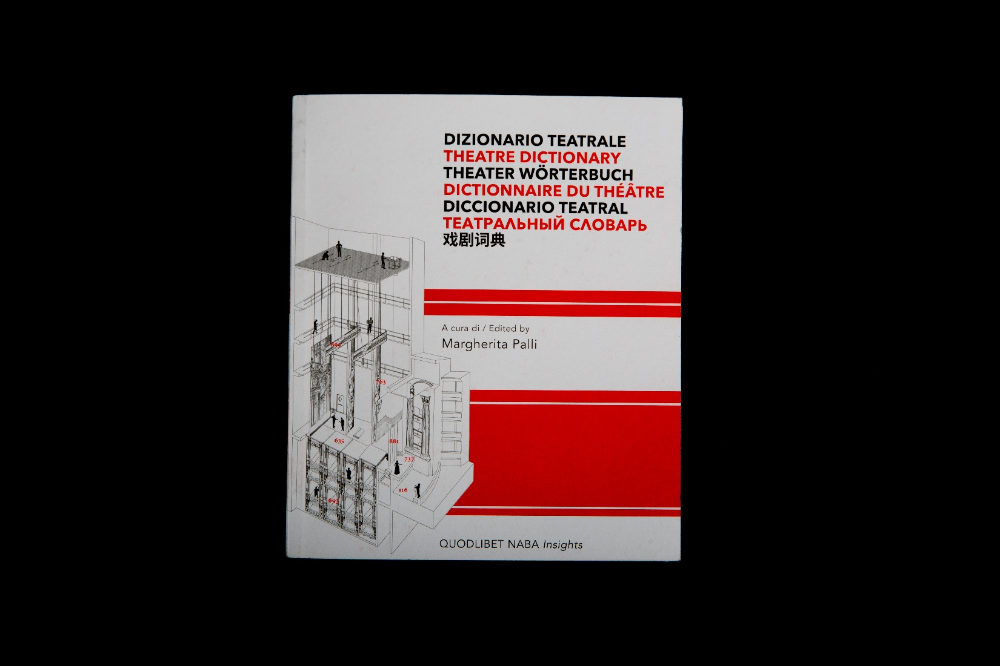 DIZIONARIO TEATRALE
THEATRE DICTIONARY
THEATER WÖRTERBUCH
DICTIONNAIRE DU THÉÂTRE
DICCIONARIO TEATRAL
ТЕАТРАЛЬНЫЙ СЛОВАРЬ
戏剧词典
A cura di / Edited by
Margherita Palli
763
635
881
737
116
693
QUODLIBET NABA Insights